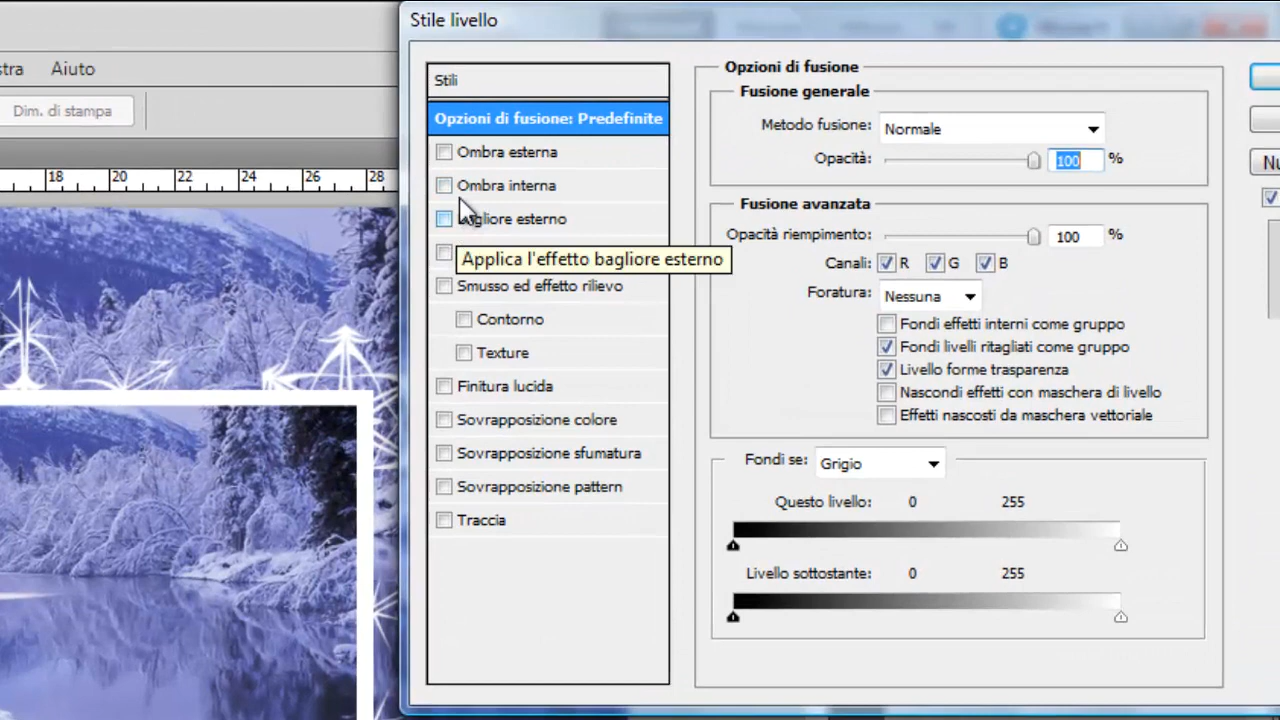 Stile livello
stra Aiuto
Dim. di stampa
18 20 22 24 26 28
Stili
Opzioni di fusione: Predefinite
Ombra esterna
Ombra interna
Bagliore esterno
Applica l'effetto bagliore esterno
Smusso ed effetto rilievo
Contorno
Texture
Finitura lucida
Sovrapposizione colore
Sovrapposizione sfumatura
Sovrapposizione pattern
Traccia
Opzioni di fusione
Fusione generale
Metodo fusione: Normale
Opacità: 100 %
Fusione avanzata
Opacità riempimento: 100 %
Canali: R G B
Foratura: Nessuna
Fondi effetti interni come gruppo
Fondi livelli ritagliati come gruppo
Livello forme trasparenza
Nascondi effetti con maschera di livello
Effetti nascosti da maschera vettoriale
Fondi se: Grigio
Questo livello: 0 255
Livello sottostante: 0 255
Nu